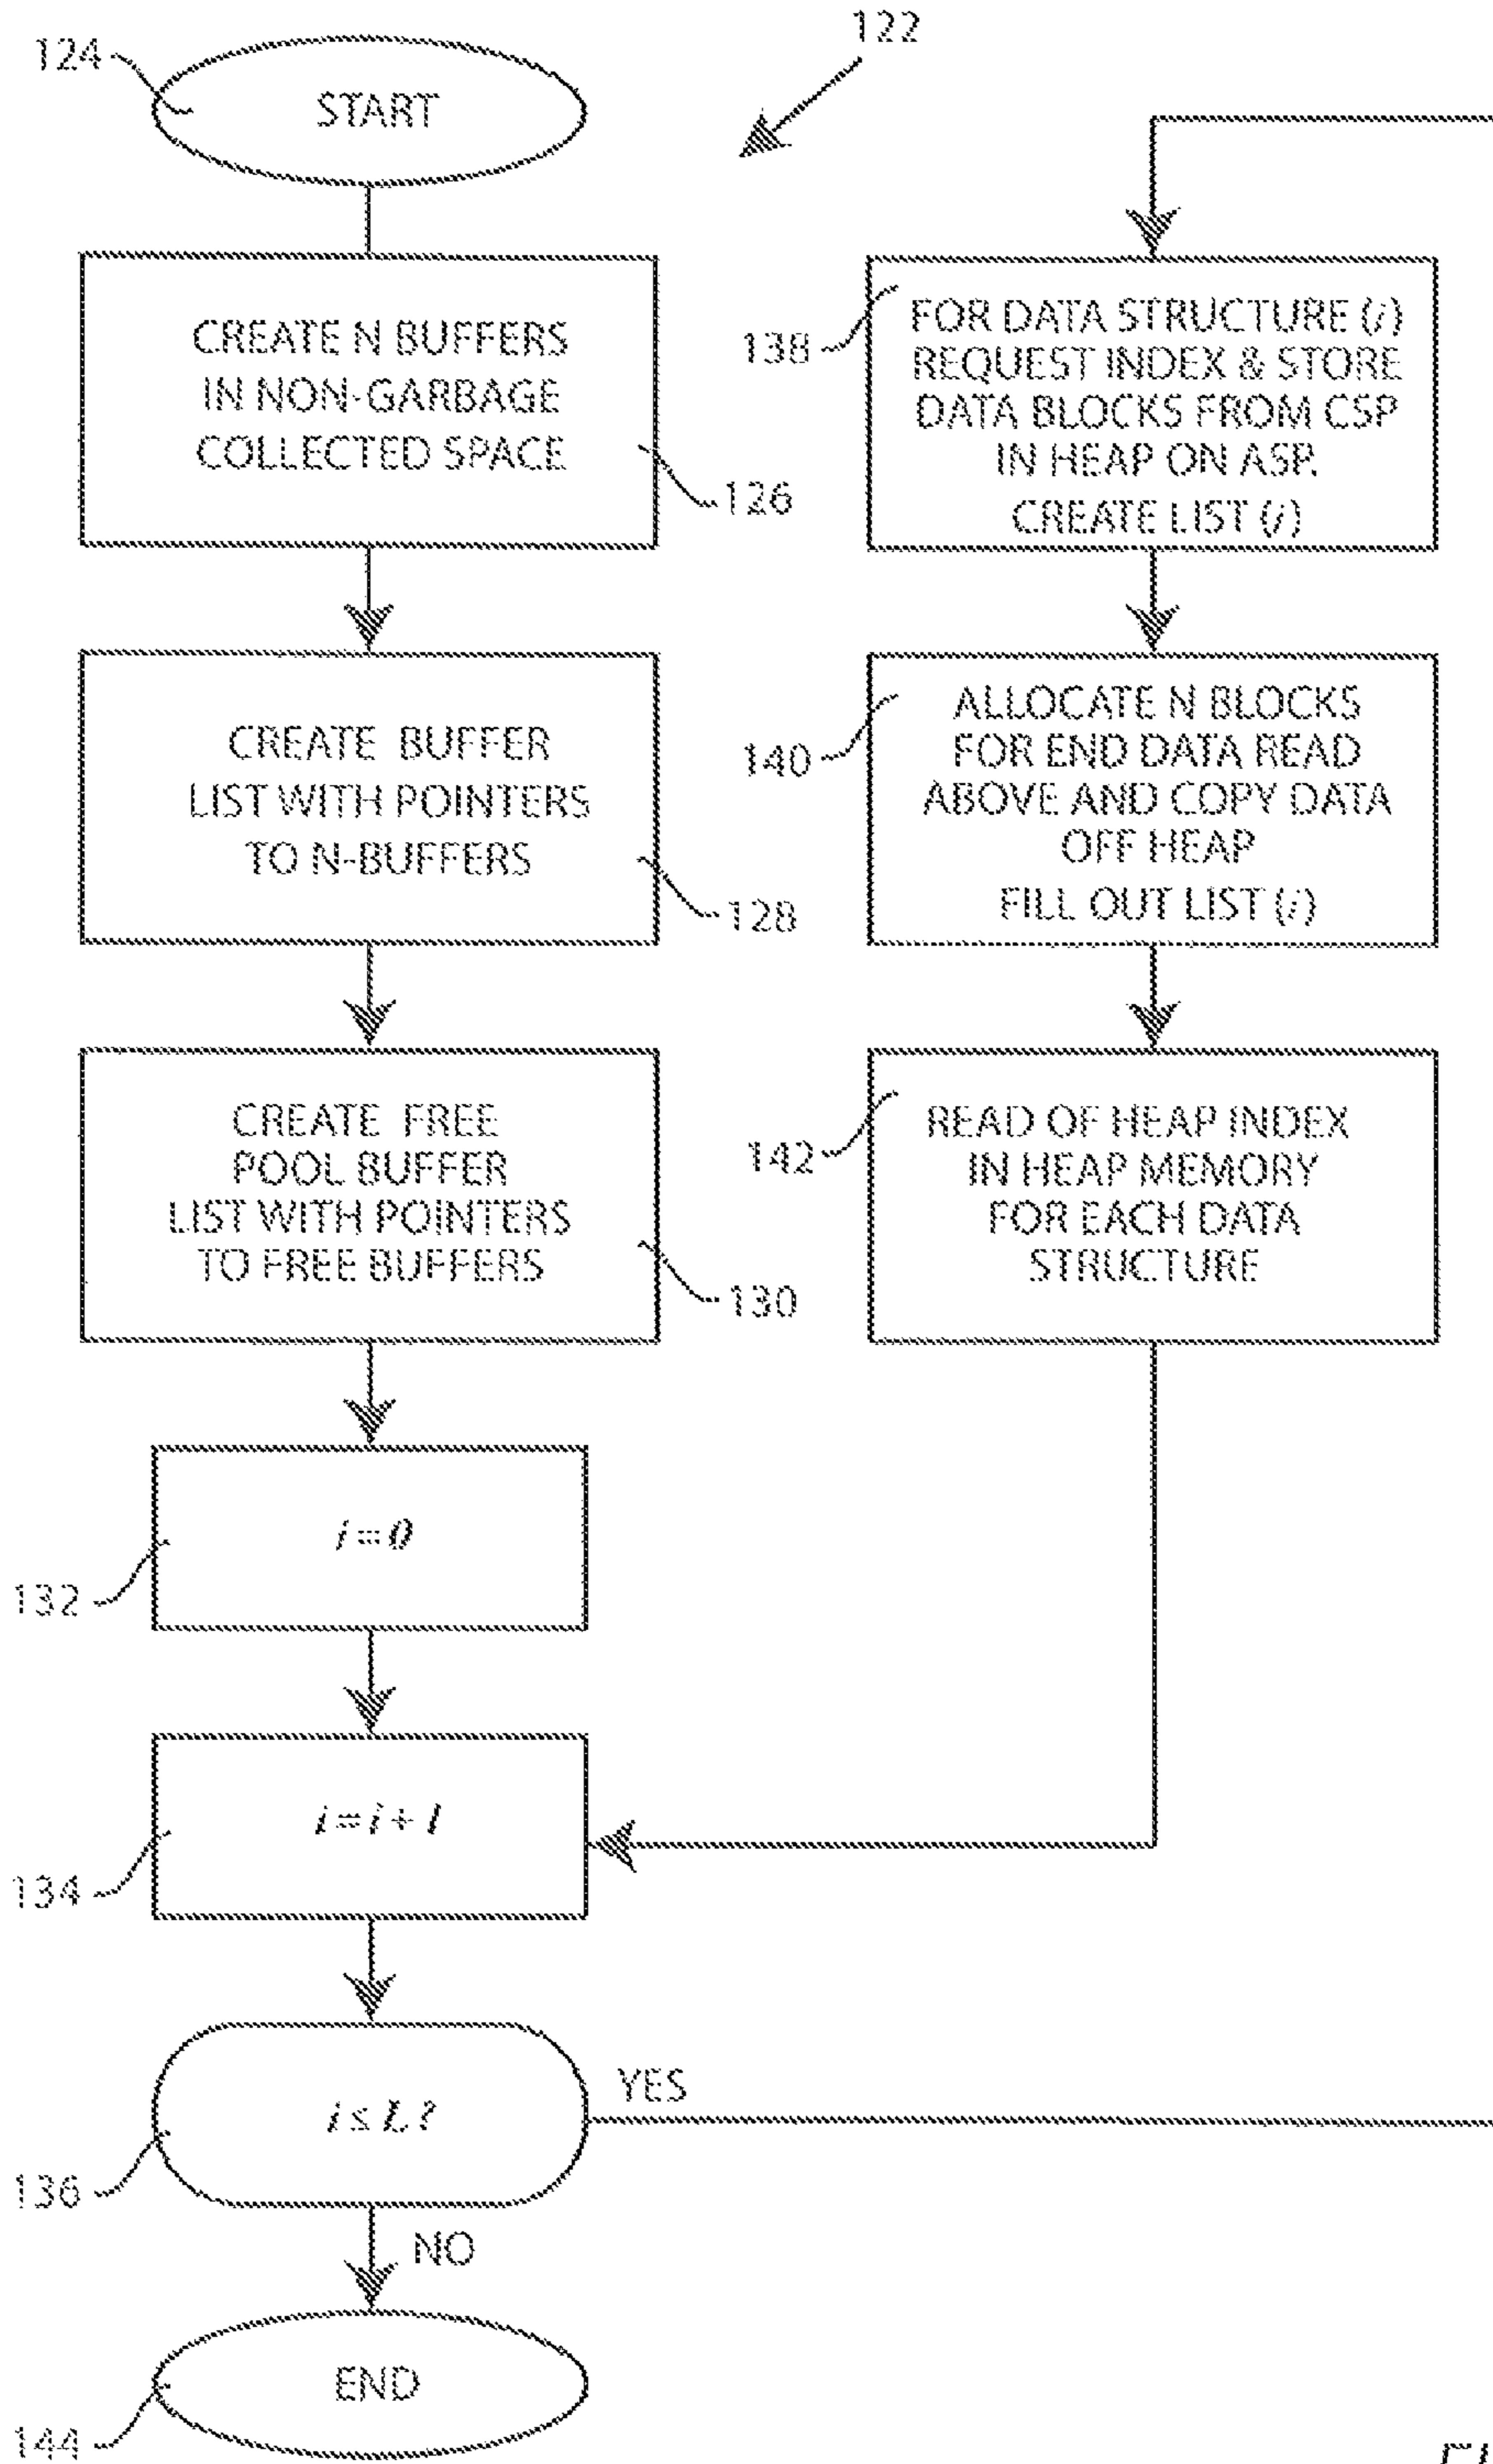 122
124
START
CREATE N BUFFERS
IN NON-GARBAGE
COLLECTED SPACE
126
CREATE BUFFER
LIST WITH POINTERS
TO N-BUFFERS
128
CREATE FREE
POOL BUFFER
LIST WITH POINTERS
TO FREE BUFFERS
130
i=0
132
i=i+1
134
i≤L?
136
YES
NO
END
144
138
FOR DATA STRUCTURE (i)
REQUEST INDEX & STORE
DATA BLOCKS FROM CSP
IN HEAP ON ASP.
CREATE LIST (i)
140
ALLOCATE N BLOCKS
FOR END DATA READ
ABOVE AND COPY DATA
OFF HEAP
FILL OUT LIST (i)
142
READ OF HEAP INDEX
IN HEAP MEMORY
FOR EACH DATA
STRUCTURE